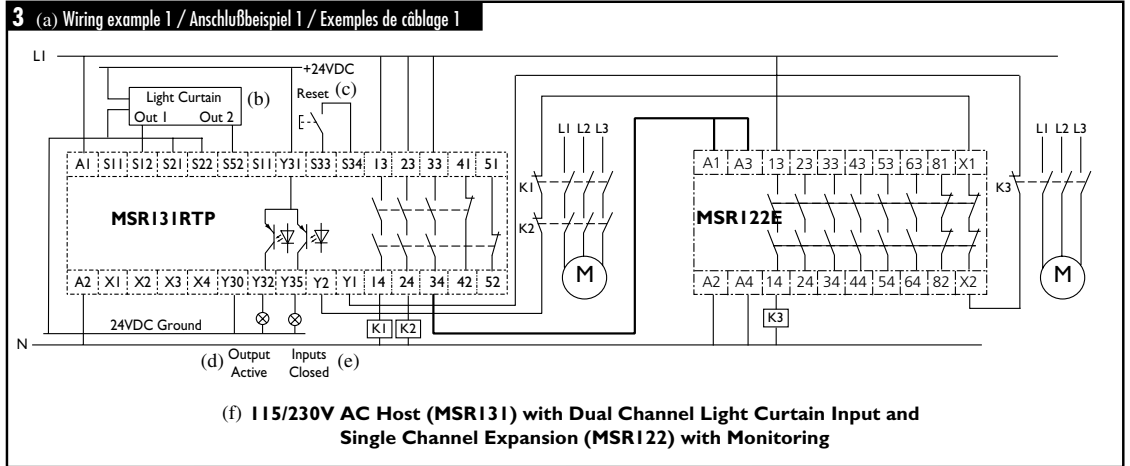 3 (a) Wiring example 1 / Anschlußbeispiel 1 / Exemples de câblage 1
L1
+24VDC
Light Curtain
(b)
Reset
(c)
Out 1 Out 2
L1 L2 L3
L1 L2 L3
A1 S11 S12 S21 S22 S52 S11 Y31 S33 S34 13 23 33 41 51
A1 A3 13 23 33 43 53 63 81 X1
K1
K3
MSR131RTP
MSR122E
K2
M
M
A2 X1 X2 X3 X4 Y30 Y32 Y35 Y2 Y1 14 24 34 42 52
A2 A4 14 24 34 44 54 64 82 X2
24VDC Ground
K1 K2
K3
N
(d) Output Active
Inputs Closed (e)
(f) 115/230V AC Host (MSR131) with Dual Channel Light Curtain Input and
Single Channel Expansion (MSR122) with Monitoring